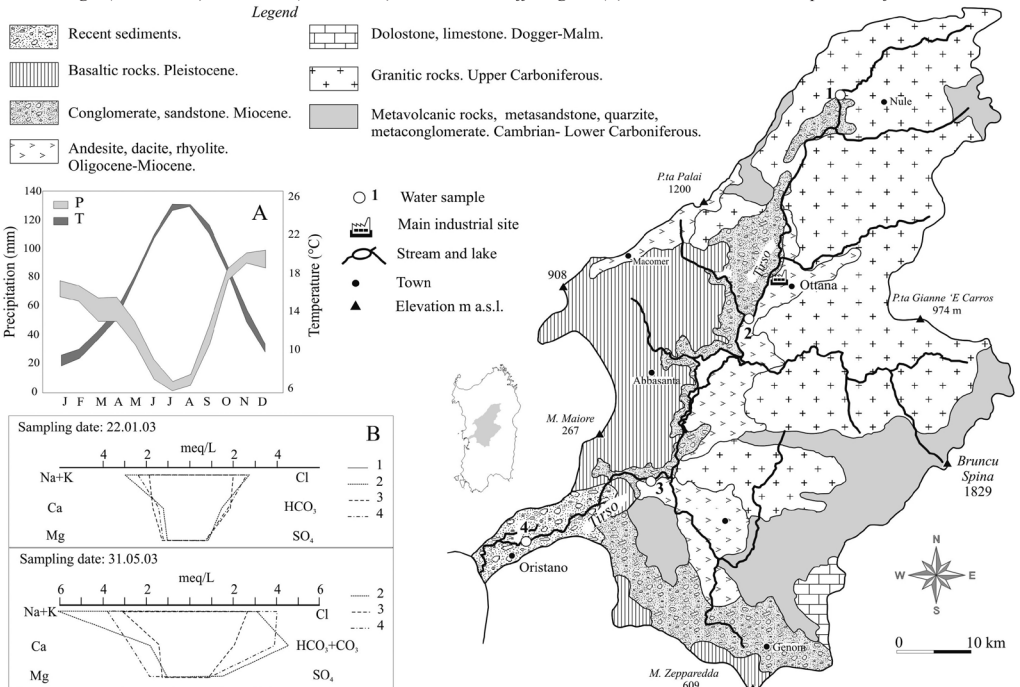 Legend
Recent sediments.
Basaltic rocks. Pleistocene.
Conglomerate, sandstone. Miocene.
Andesite, dacite, rhyolite.
Oligocene-Miocene.
Dolostone, limestone. Dogger-Malm.
Granitic rocks. Upper Carboniferous.
Metavolcanic rocks, metasandstone, quarzite,
metaconglomerate. Cambrian- Lower Carboniferous.
1 Water sample
Main industrial site
Stream and lake
Town
Elevation m a.s.l.
A
P
T
Precipitation (mm)
140
120
100
80
60
40
20
0
Temperature (°C)
26
22
18
14
10
6
J F M A M J J A S O N D
B
Sampling date: 22.01.03
meq/L
4 2 2 4
Na+K Cl
Ca HCO3
Mg SO4
1
2
3
4
Sampling date: 31.05.03
meq/L
6 4 2 2 4 6
Na+K Cl
Ca HCO3+CO3
Mg SO4
2
3
4
1
Nule
P.ta Palai
1200
Macomer
908
Tirso
Ottana
P.ta Gianne 'E Carros
974 m
2
Abbasanta
M. Maiore
267
Bruncu
Spina
1829
3
Tirso
4
Oristano
Genoni
M. Zepparedda
609
N
W E
S
0 10 km